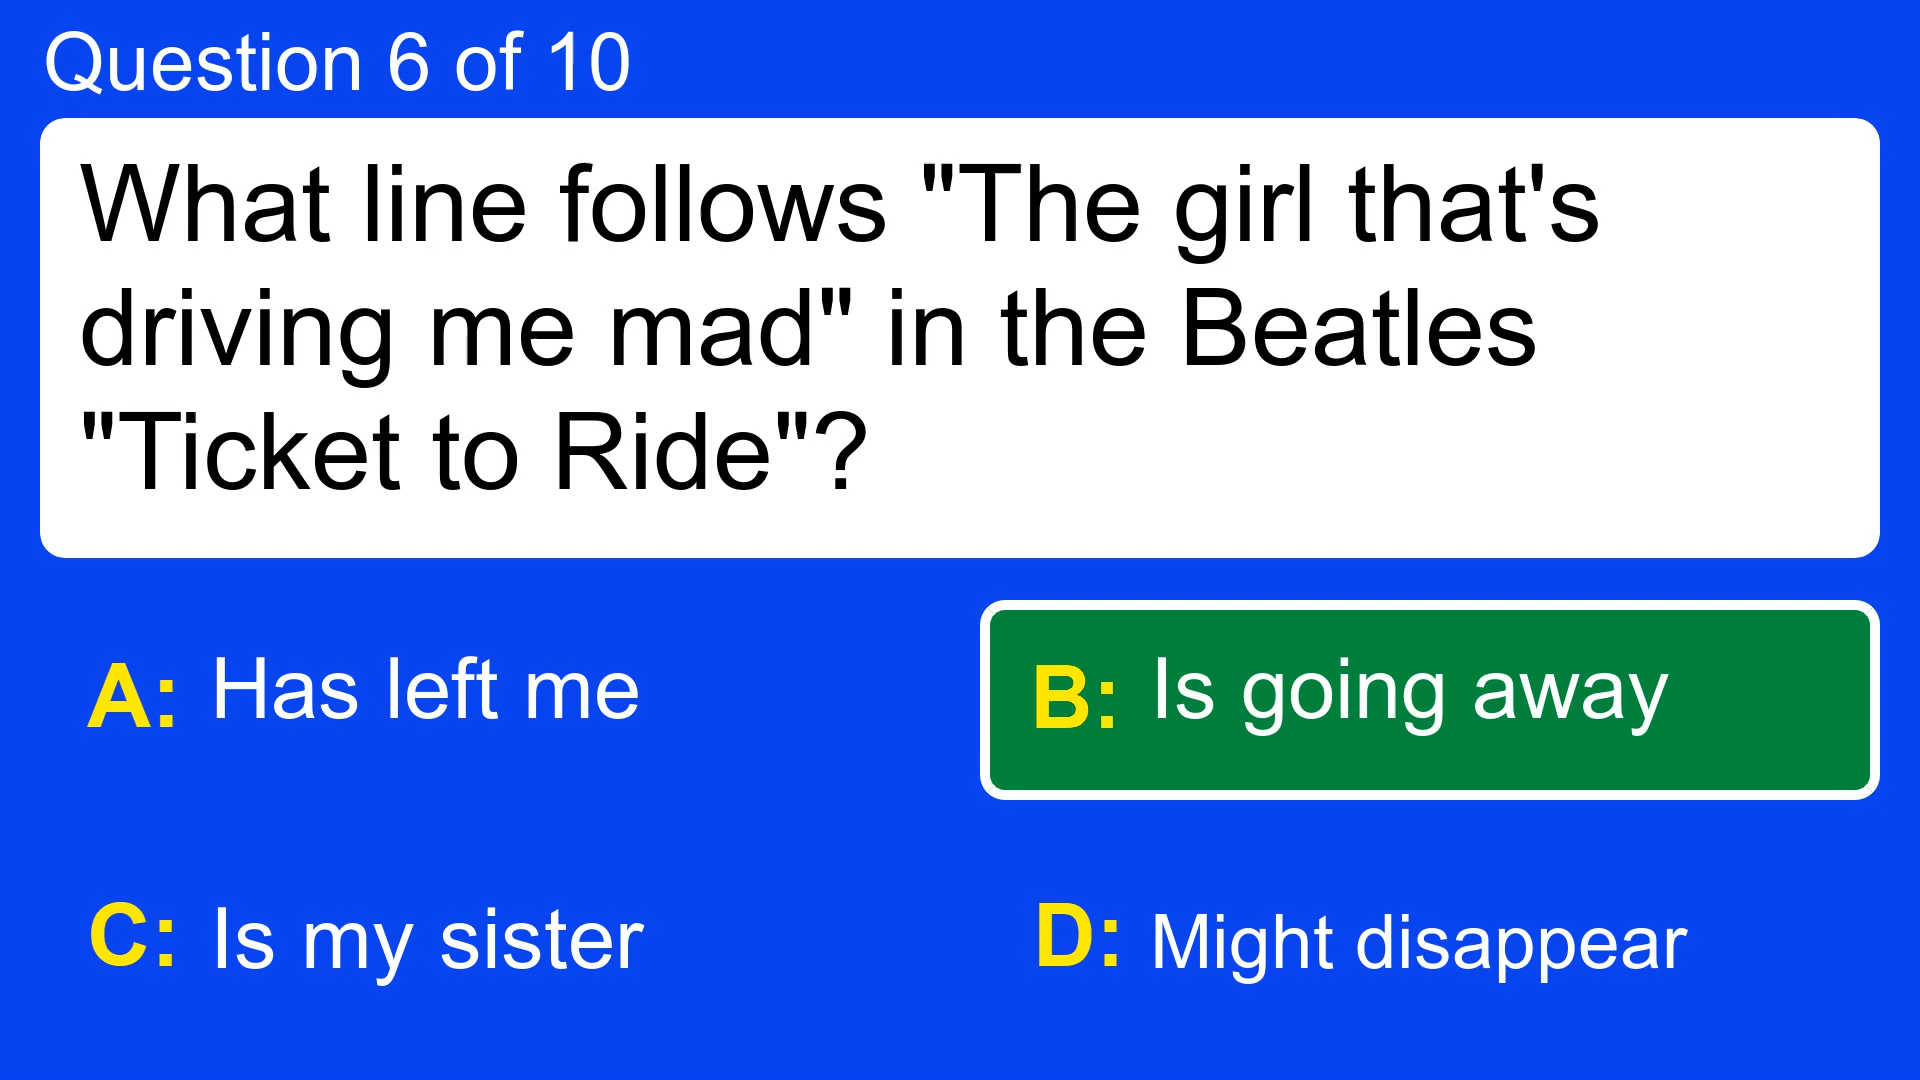 Question 6 of 10
What line follows "The girl that's
driving me mad" in the Beatles
"Ticket to Ride"?
A: Has left me
B: Is going away
C: Is my sister
D: Might disappear